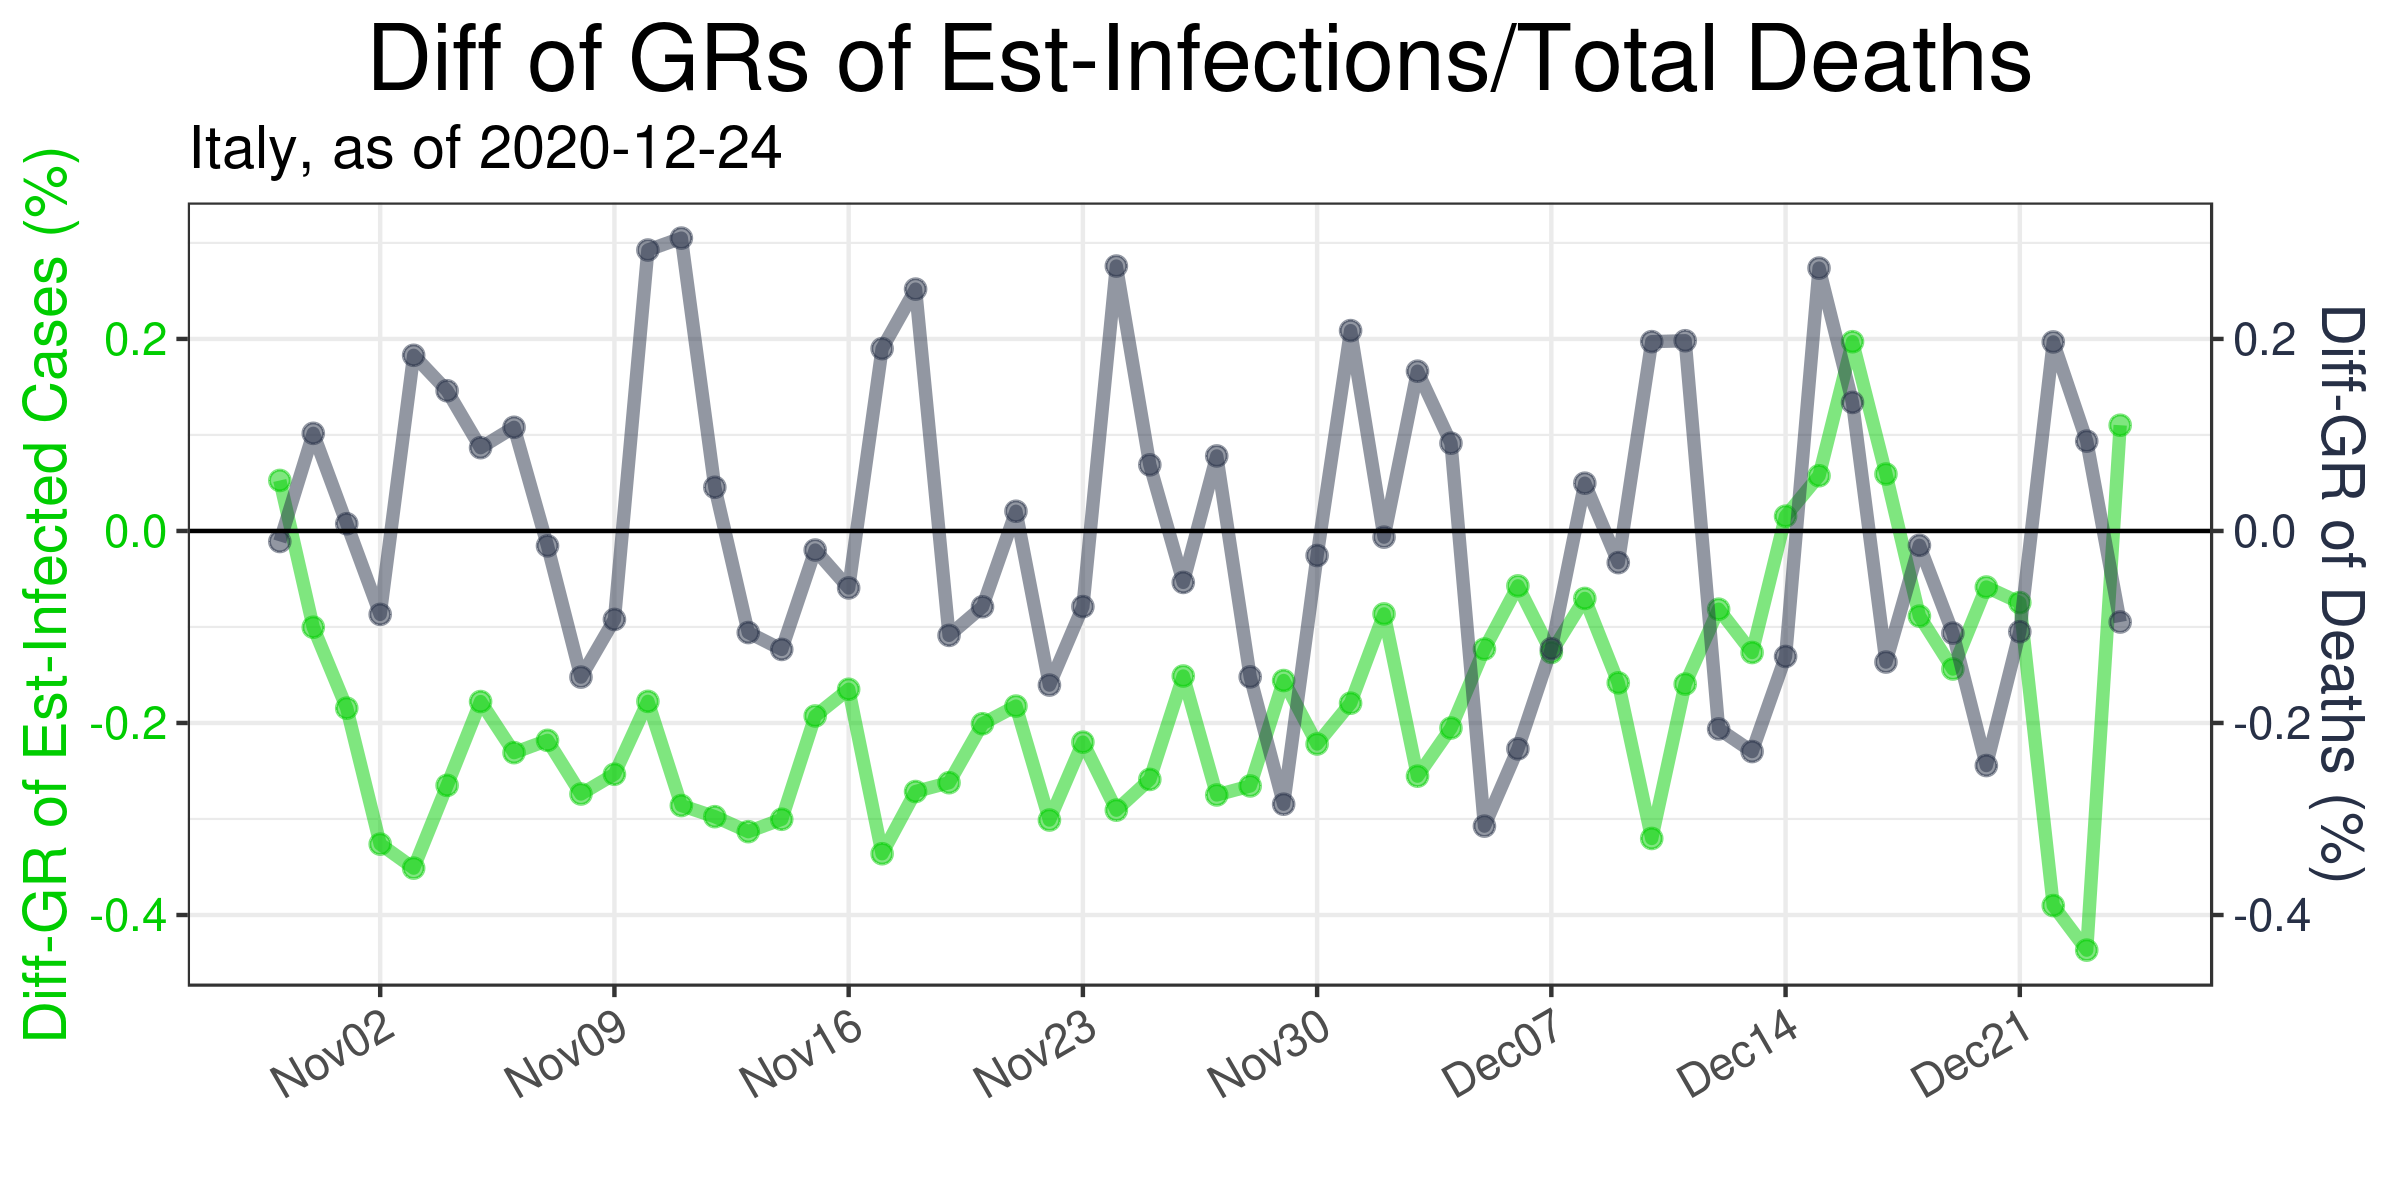 Diff of GRs of Est-Infections/Total Deaths
Italy, as of 2020-12-24
Diff-GR of Est-Infected Cases (%)
0.2
0.0
-0.2
-0.4
0.2
0.0
-0.2
-0.4
Diff-GR of Deaths (%)
Nov02
Nov09
Nov16
Nov23
Nov30
Dec07
Dec14
Dec21